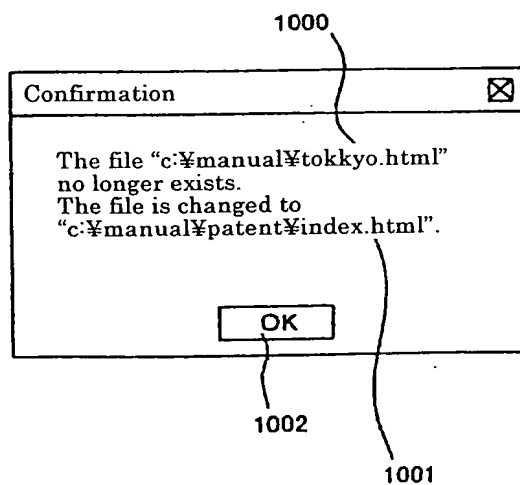 1000
Confirmation
The file “c:¥manual¥tokkyo.html”
no longer exists.
The file is changed to
“c:¥manual¥patent¥index.html”.
OK
1002
1001